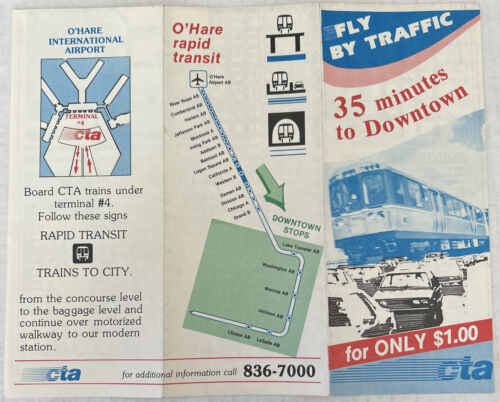 O'HARE
INTERNATIONAL
AIRPORT
TERMINAL
#4
cta
Board CTA trains under
terminal #4.
Follow these signs
RAPID TRANSIT
TRAINS TO CITY.
from the concourse level
to the baggage level and
continue over motorized
walkway to our modern
station.
cta
O'Hare
rapid
transit
O'Hare
Airport AB
River Road AB
Cumberland AB
Harlem AB
Jefferson Park AB
Montrose A
Irving Park AB
Addison B
Belmont AB
Logan Square AB
California A
Western B
Damen AB
Division AB
Chicago A
Grand B
DOWNTOWN
STOPS
Lake Transfer AB
Washington AB
Monroe AB
Jackson AB
LaSalle AB
Clinton AB
for additional information call 836-7000
FLY
BY TRAFFIC
35 minutes
to Downtown
for ONLY $1.00
cta